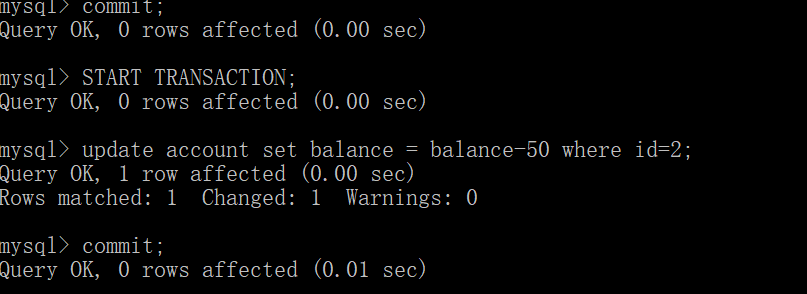 mysql> commit;
Query OK, 0 rows affected (0.00 sec)
mysql> START TRANSACTION;
Query OK, 0 rows affected (0.00 sec)
mysql> update account set balance = balance-50 where id=2;
Query OK, 1 row affected (0.00 sec)
Rows matched: 1  Changed: 1  Warnings: 0
mysql> commit;
Query OK, 0 rows affected (0.01 sec)